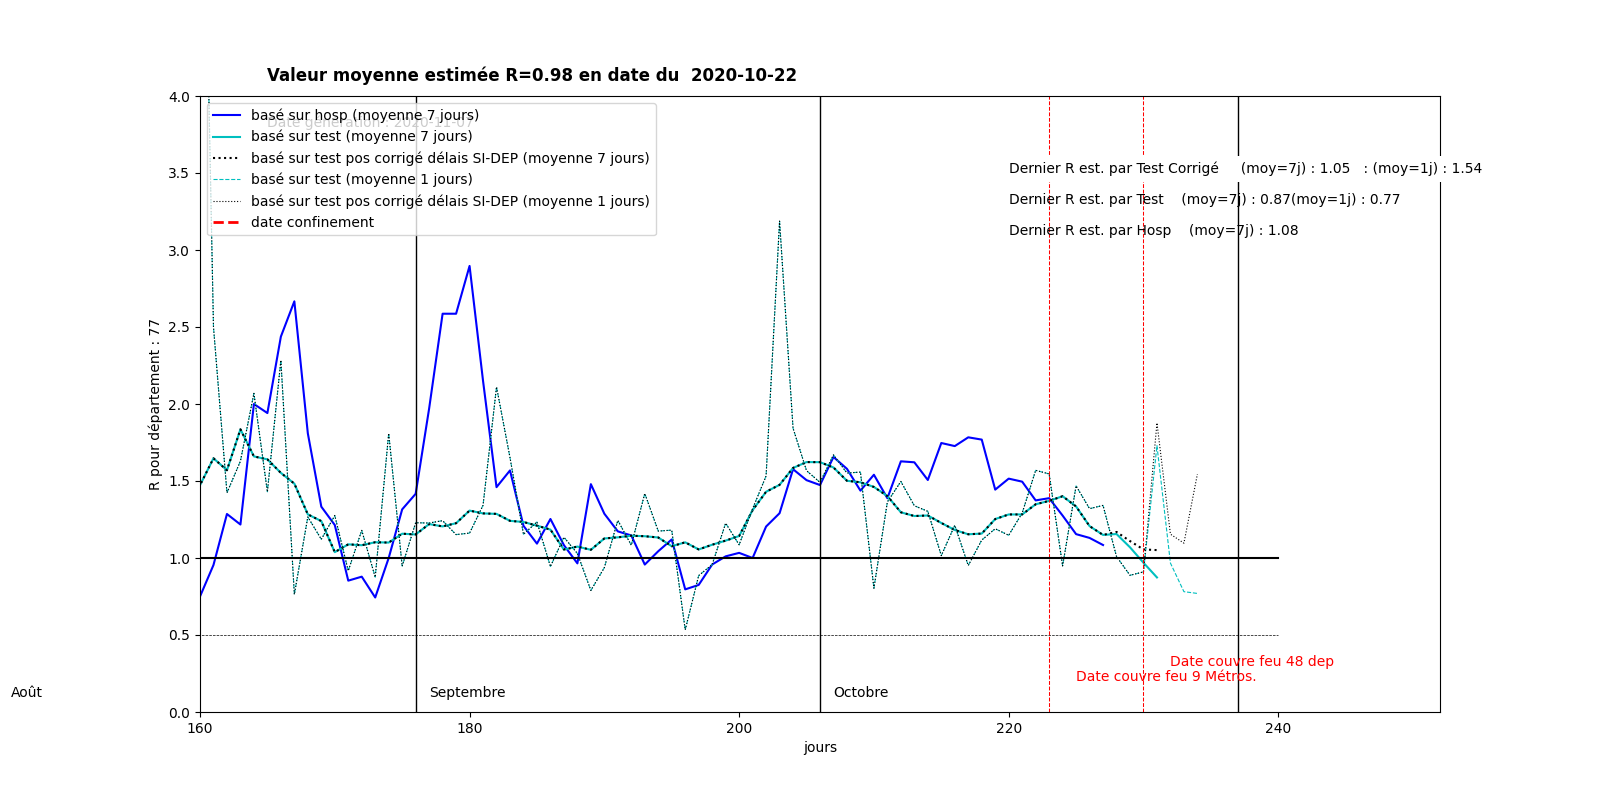 Valeur moyenne estimée R=0.98 en date du  2020-10-22
Date génération : 2020-11-07
basé sur hosp (moyenne 7 jours)
basé sur test (moyenne 7 jours)
basé sur test pos corrigé délais SI-DEP (moyenne 7 jours)
basé sur test (moyenne 1 jours)
basé sur test pos corrigé délais SI-DEP (moyenne 1 jours)
date confinement
Dernier R est. par Test Corrigé     (moy=7j) : 1.05   : (moy=1j) : 1.54
Dernier R est. par Test    (moy=7j) : 0.87(moy=1j) : 0.77
Dernier R est. par Hosp    (moy=7j) : 1.08
R pour département : 77
4.0
3.5
3.0
2.5
2.0
1.5
1.0
0.5
0.0
Date couvre feu 48 dep
Date couvre feu 9 Métros.
Août
Septembre
Octobre
160
180
200
220
240
jours